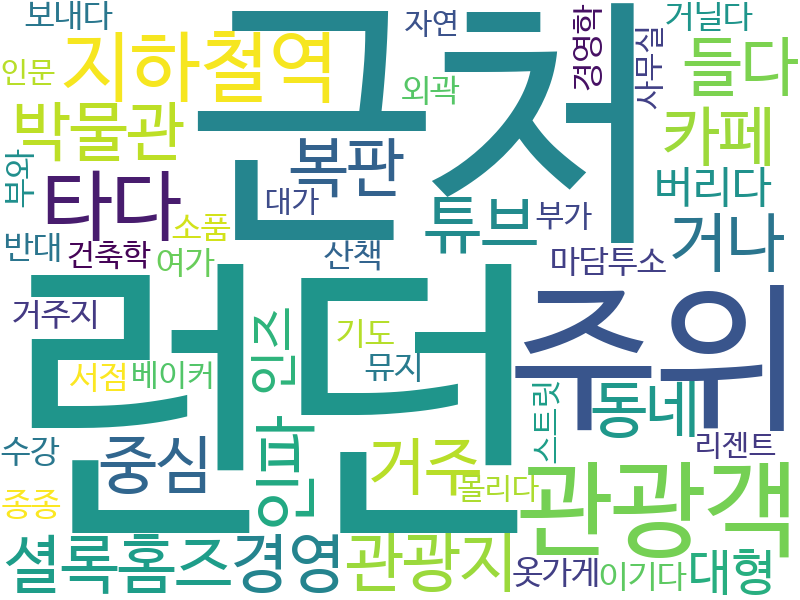 보내다
근처
자연
경영학
거닐다
인문
지하철역
외곽
사무실
들다
박물관
복판
카페
부와
타다
대가
튜브
부가
버리다
반대
건축학
소품
여가
산책
마담투소
거나
런던
주위
거주지
인즈
기도
서점
베이커
뮤지
스트릿
동네
리젠트
수강
중심
인파
거주
몰리다
관광객
종종
셜록홈즈
경영
관광지
옷가게
이기다
대형